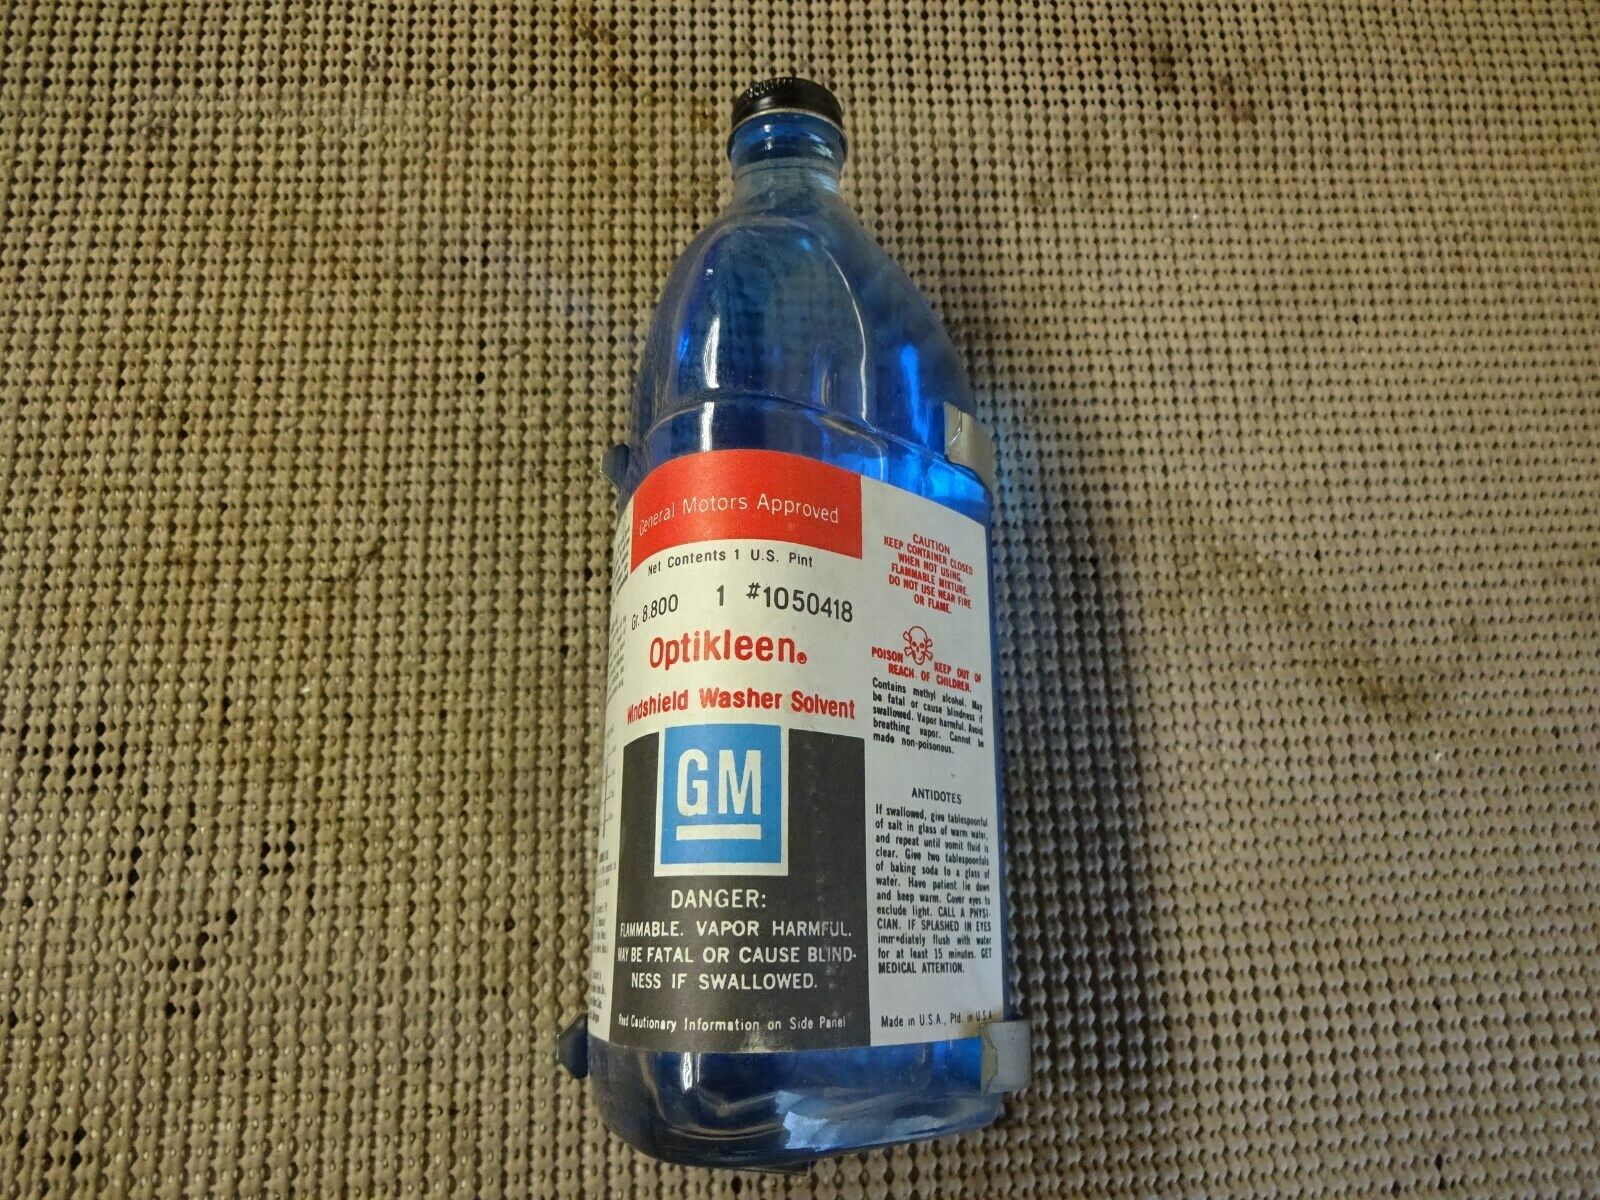 General Motors Approved
Net Contents 1 U.S. Pint
Gr. 8.800 1 #1050418
Optikleen®
Windshield Washer Solvent
GM
DANGER:
FLAMMABLE. VAPOR HARMFUL.
MAY BE FATAL OR CAUSE BLIND-
NESS IF SWALLOWED.
Read Cautionary Information on Side Panel
CAUTION
KEEP CONTAINER CLOSED
WHEN NOT USING.
FLAMMABLE MIXTURE.
DO NOT USE NEAR FIRE
OR FLAME.
POISON KEEP OUT OF
REACH OF CHILDREN.
Contains methyl alcohol. May
be fatal or cause blindness if
swallowed. Vapor harmful. Avoid
breathing vapor. Cannot be
made non-poisonous.
ANTIDOTES
If swallowed, give tablespoonful
of salt in glass of warm water,
and repeat until vomit fluid is
clear. Give two tablespoonfuls
of baking soda to a glass of
water. Have patient lie down
and keep warm. Cover eyes to
exclude light. CALL A PHYSI-
CIAN. IF SPLASHED IN EYES
immediately flush with water
for at least 15 minutes. GET
MEDICAL ATTENTION.
Made in U.S.A., Ptd. in U.S.A.